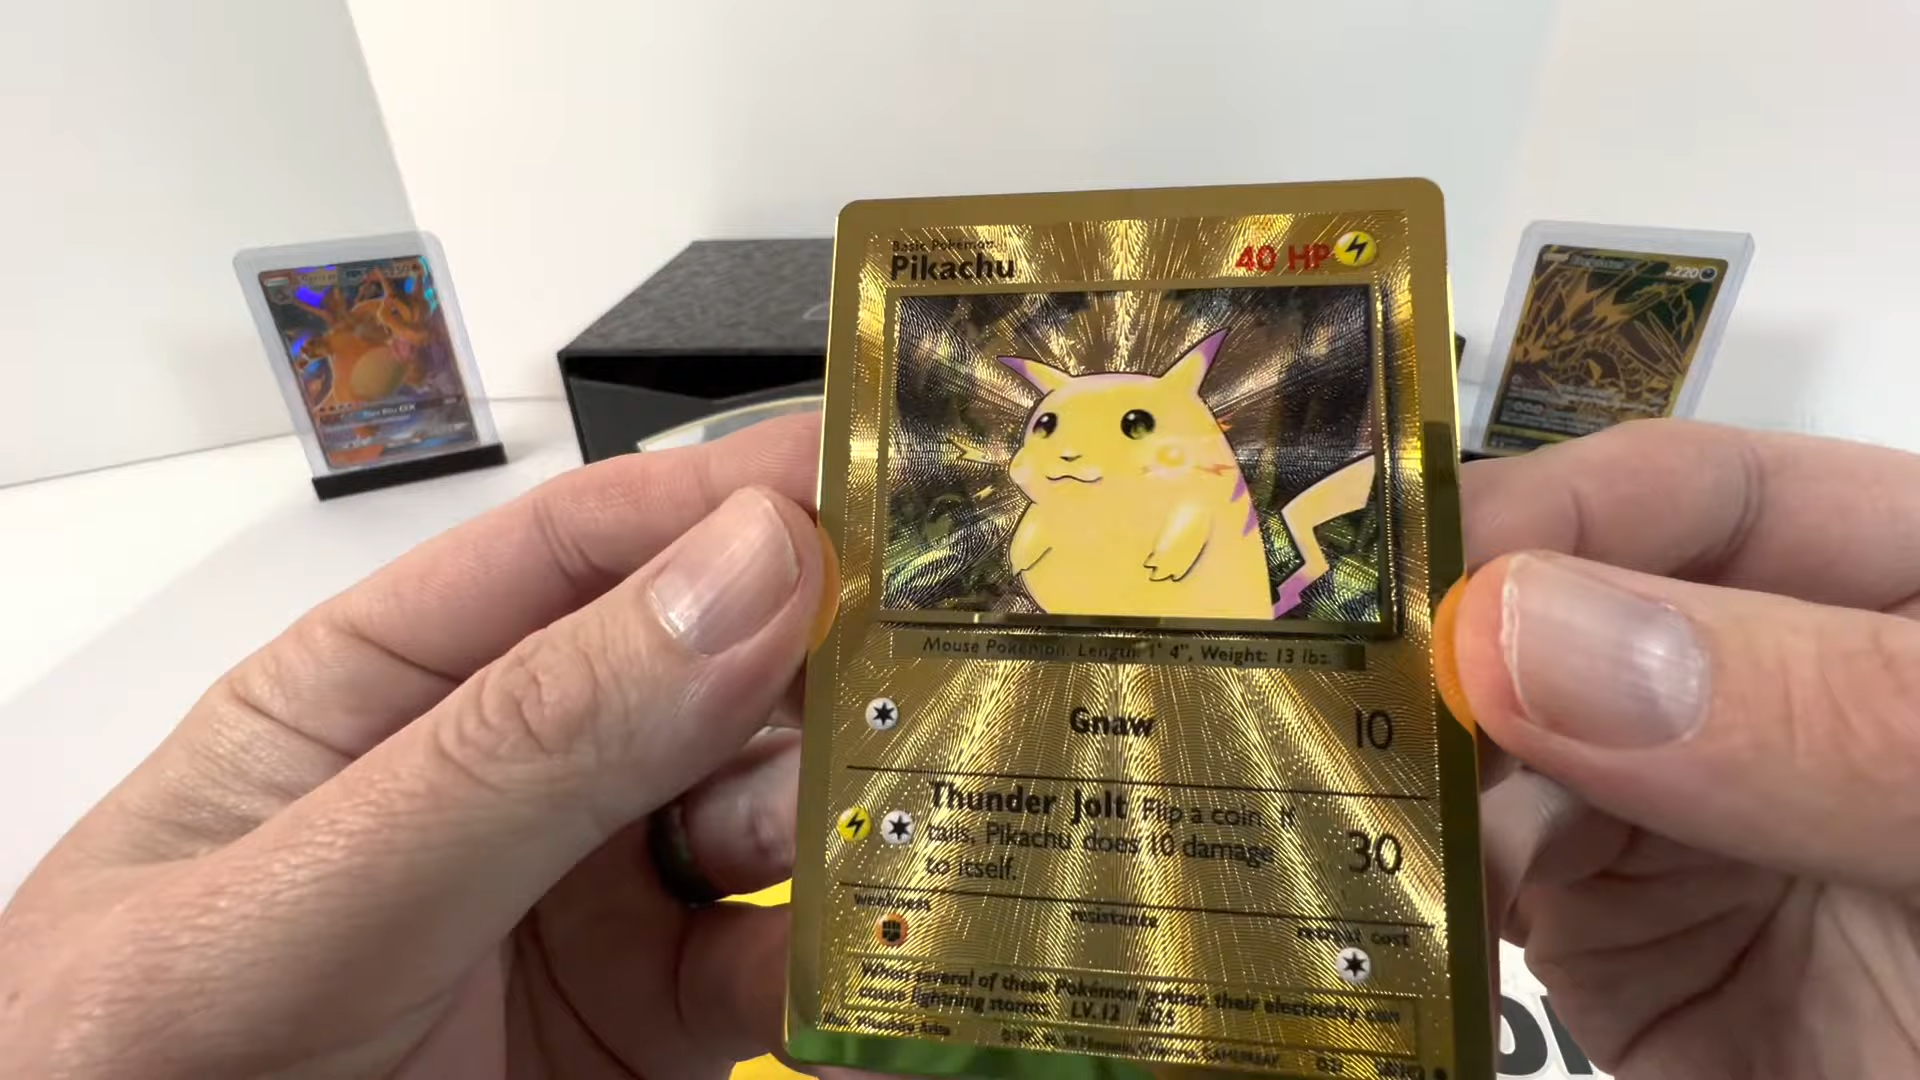 Basic Pokémon
Pikachu
40 HP
Mouse Pokémon. Length: 1' 4", Weight: 13 lbs.
Gnaw
10
Thunder Jolt Flip a coin. If
tails, Pikachu does 10 damage
to itself.
30
weakness
resistance
retreat cost
When several of these Pokémon gather, their electricity can
cause lightning storms. LV. 12 #25
220